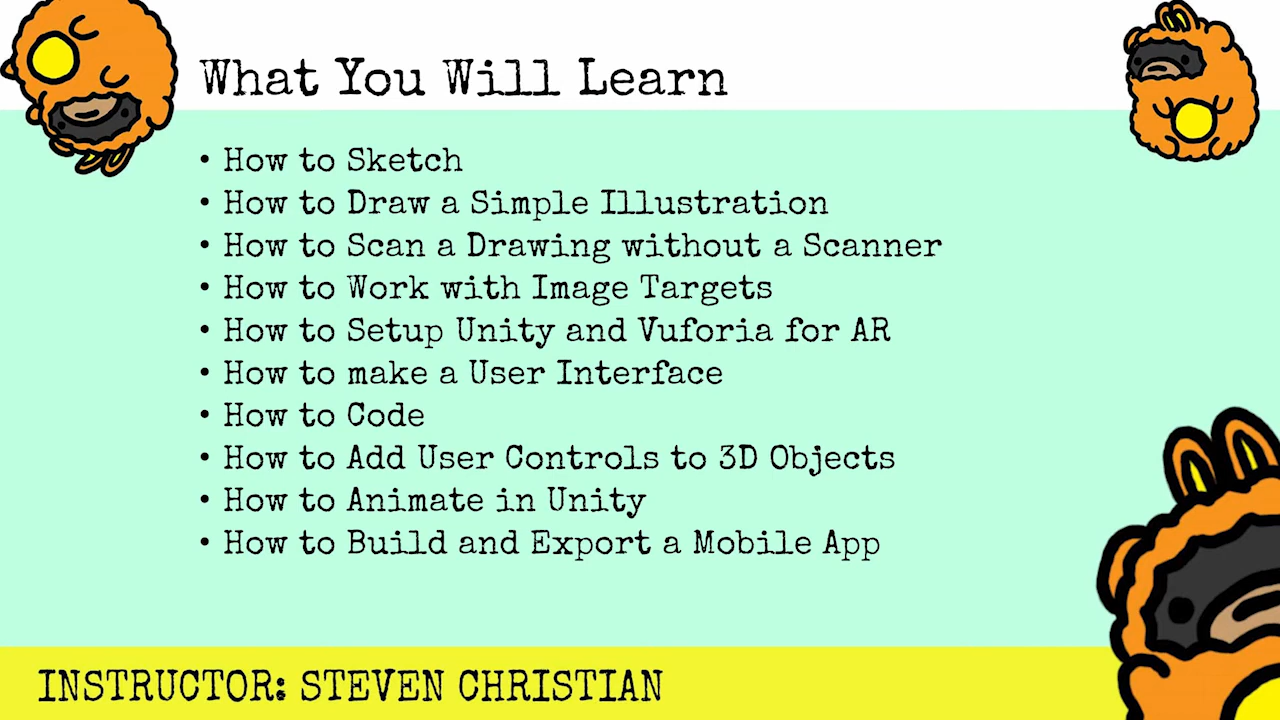 What You Will Learn
• How to Sketch
• How to Draw a Simple Illustration
• How to Scan a Drawing without a Scanner
• How to Work with Image Targets
• How to Setup Unity and Vuforia for AR
• How to make a User Interface
• How to Code
• How to Add User Controls to 3D Objects
• How to Animate in Unity
• How to Build and Export a Mobile App
INSTRUCTOR: STEVEN CHRISTIAN